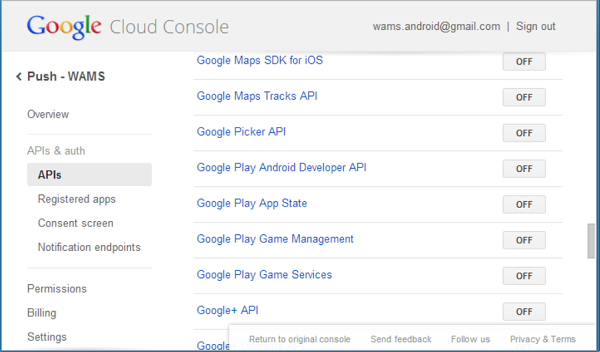 Google Cloud Console
wams.android@gmail.com | Sign out
Push - WAMS
Overview
APIs & auth
APIs
Registered apps
Consent screen
Notification endpoints
Permissions
Billing
Settings
Google Maps SDK for iOS OFF
Google Maps Tracks API OFF
Google Picker API OFF
Google Play Android Developer API OFF
Google Play App State OFF
Google Play Game Management OFF
Google Play Game Services OFF
Google+ API OFF
Return to original console Send feedback Follow us Privacy & Terms